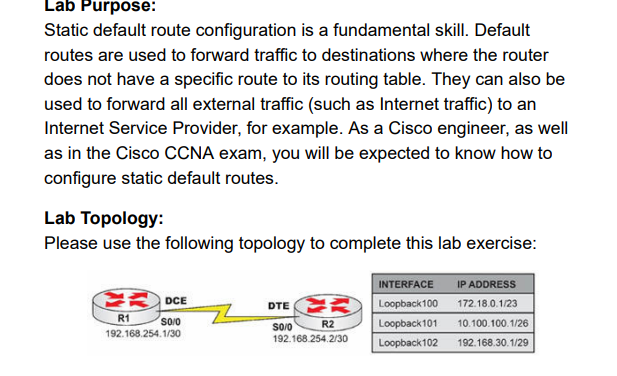 Lab Purpose:
Static default route configuration is a fundamental skill. Default
routes are used to forward traffic to destinations where the router
does not have a specific route to its routing table. They can also be
used to forward all external traffic (such as Internet traffic) to an
Internet Service Provider, for example. As a Cisco engineer, as well
as in the Cisco CCNA exam, you will be expected to know how to
configure static default routes.
Lab Topology:
Please use the following topology to complete this lab exercise:
DCE
R1
S0/0
192.168.254.1/30
DTE
S0/0
R2
192.168.254.2/30
INTERFACE IP ADDRESS
Loopback100 172.18.0.1/23
Loopback101 10.100.100.1/26
Loopback102 192.168.30.1/29